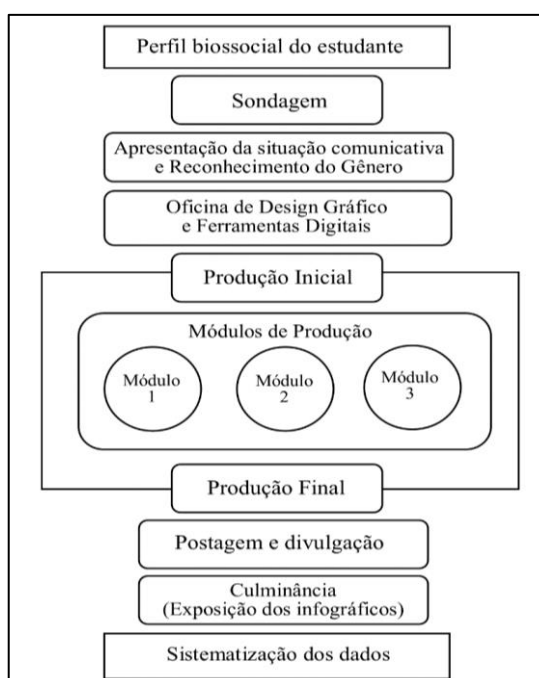 Perfil biossocial do estudante
Sondagem
Apresentação da situação comunicativa
e Reconhecimento do Gênero
Oficina de Design Gráfico
e Ferramentas Digitais
Produção Inicial
Módulos de Produção
Módulo
1
Módulo
2
Módulo
3
Produção Final
Postagem e divulgação
Culminância
(Exposição dos infográficos)
Sistematização dos dados